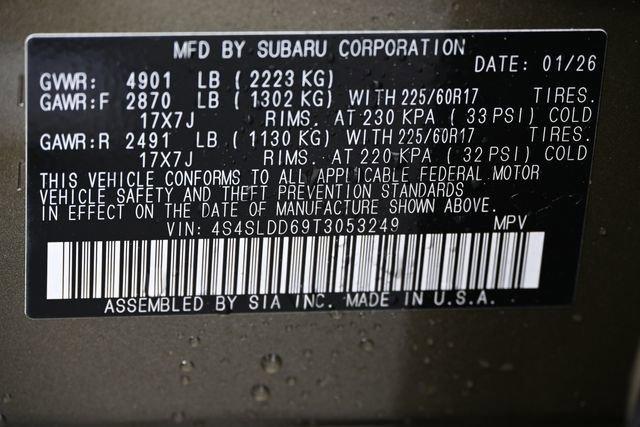 MFD BY SUBARU CORPORATION
DATE: 01/26
GVWR: 4901 LB (2223 KG)
GAWR:F 2870 LB (1302 KG) WITH 225/60R17 TIRES.
17X7J RIMS. AT 230 KPA (33 PSI) COLD
GAWR:R 2491 LB (1130 KG) WITH 225/60R17 TIRES.
17X7J RIMS. AT 220 KPA (32 PSI) COLD
THIS VEHICLE CONFORMS TO ALL APPLICABLE FEDERAL MOTOR
VEHICLE SAFETY AND THEFT PREVENTION STANDARDS
IN EFFECT ON THE DATE OF MANUFACTURE SHOWN ABOVE.
VIN: 4S4SLDD69T3053249 MPV
ASSEMBLED BY SIA INC. MADE IN U.S.A.